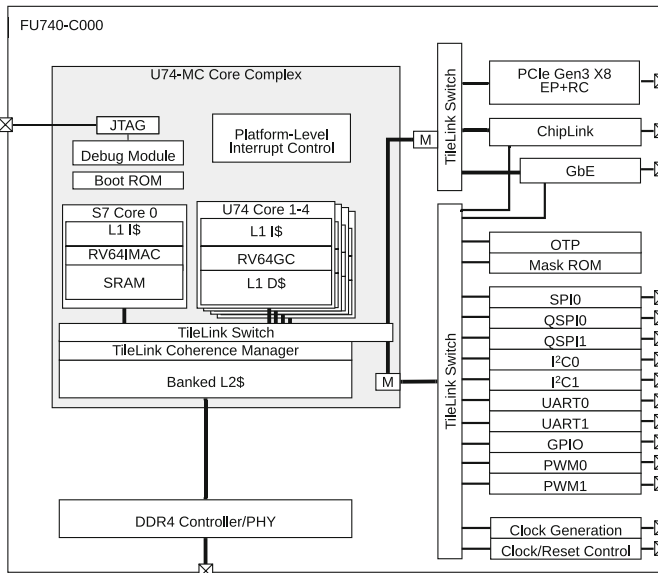 FU740-C000
U74-MC Core Complex
JTAG
Debug Module
Boot ROM
Platform-Level
Interrupt Control
S7 Core 0
L1 I$
RV64IMAC
SRAM
U74 Core 1-4
L1 I$
RV64GC
L1 D$
TileLink Switch
TileLink Coherence Manager
Banked L2$
M
M
DDR4 Controller/PHY
TileLink Switch
PCIe Gen3 X8
EP+RC
ChipLink
GbE
TileLink Switch
OTP
Mask ROM
SPI0
QSPI0
QSPI1
I²C0
I²C1
UART0
UART1
GPIO
PWM0
PWM1
Clock Generation
Clock/Reset Control